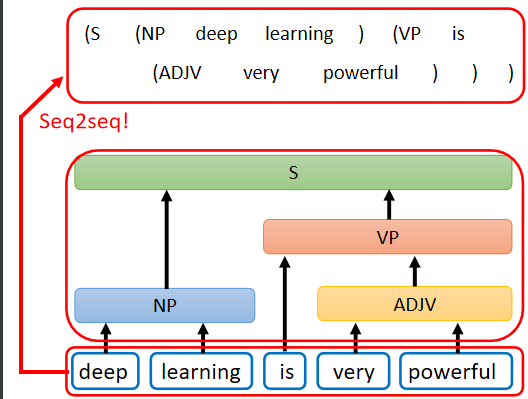 (S (NP deep learning ) (VP is
(ADJV very powerful ) ) )
Seq2seq!
S
VP
NP ADJV
deep learning is very powerful